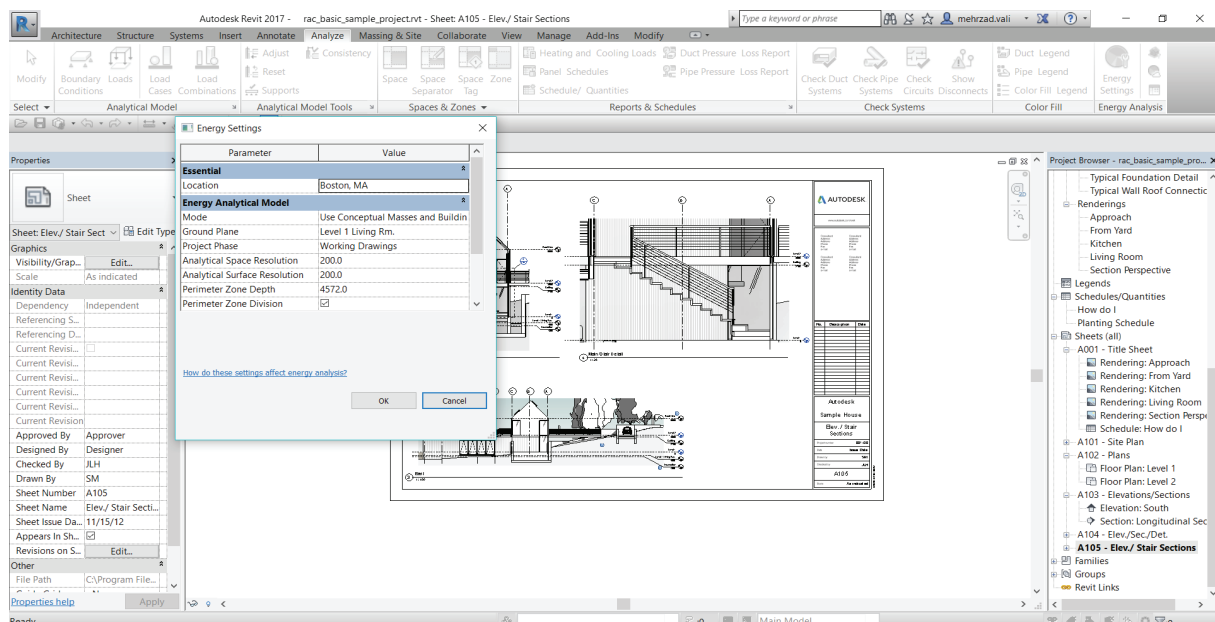 Autodesk Revit 2017 - rac_basic_sample_project.rvt - Sheet: A105 - Elev./ Stair Sections
Type a keyword or phrase
mehrzad.vali
Architecture Structure Systems Insert Annotate Analyze Massing & Site Collaborate View Manage Add-Ins Modify
Modify
Boundary Conditions
Loads
Load Cases
Load Combinations
Adjust
Reset
Supports
Consistency
Space
Space Separator
Space Tag
Zone
Heating and Cooling Loads
Panel Schedules
Schedule/ Quantities
Duct Pressure Loss Report
Pipe Pressure Loss Report
Check Duct Systems
Check Pipe Systems
Check Circuits
Show Disconnects
Duct Legend
Pipe Legend
Color Fill Legend
Energy Settings
Select
Analytical Model
Analytical Model Tools
Spaces & Zones
Reports & Schedules
Check Systems
Color Fill
Energy Analysis
Properties
Sheet
Sheet: Elev./ Stair Sect
Edit Type
Graphics
Visibility/Grap... Edit...
Scale As indicated
Identity Data
Dependency Independent
Referencing S...
Referencing D...
Current Revisi...
Current Revisi...
Current Revisi...
Current Revisi...
Current Revisi...
Current Revision
Approved By Approver
Designed By Designer
Checked By JLH
Drawn By SM
Sheet Number A105
Sheet Name Elev./ Stair Secti...
Sheet Issue Da... 11/15/12
Appears In Sh...
Revisions on S... Edit...
Other
File Path C:\Program File...
Properties help
Apply
Ready
Energy Settings
Parameter Value
Essential
Location Boston, MA
Energy Analytical Model
Mode Use Conceptual Masses and Buildin
Ground Plane Level 1 Living Rm.
Project Phase Working Drawings
Analytical Space Resolution 200.0
Analytical Surface Resolution 200.0
Perimeter Zone Depth 4572.0
Perimeter Zone Division
How do these settings affect energy analysis?
OK
Cancel
Main Stair Detail
AUTODESK
No. Description Date
Autodesk
Sample House
Elev. / Stair
Sections
A105
Main Model
Project Browser - rac_basic_sample_pro...
Typical Foundation Detail
Typical Wall Roof Connectic
Renderings
Approach
From Yard
Kitchen
Living Room
Section Perspective
Legends
Schedules/Quantities
How do I
Planting Schedule
Sheets (all)
A001 - Title Sheet
Rendering: Approach
Rendering: From Yard
Rendering: Kitchen
Rendering: Living Room
Rendering: Section Perspe
Schedule: How do I
A101 - Site Plan
A102 - Plans
Floor Plan: Level 1
Floor Plan: Level 2
A103 - Elevations/Sections
Elevation: South
Section: Longitudinal Sec
A104 - Elev./Sec./Det.
A105 - Elev./ Stair Sections
Families
Groups
Revit Links